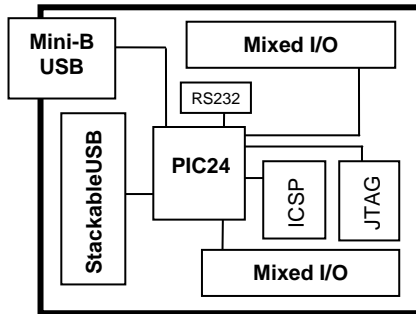 Mini-B
USB
Mixed I/O
RS232
StackableUSB
PIC24
ICSP
JTAG
Mixed I/O